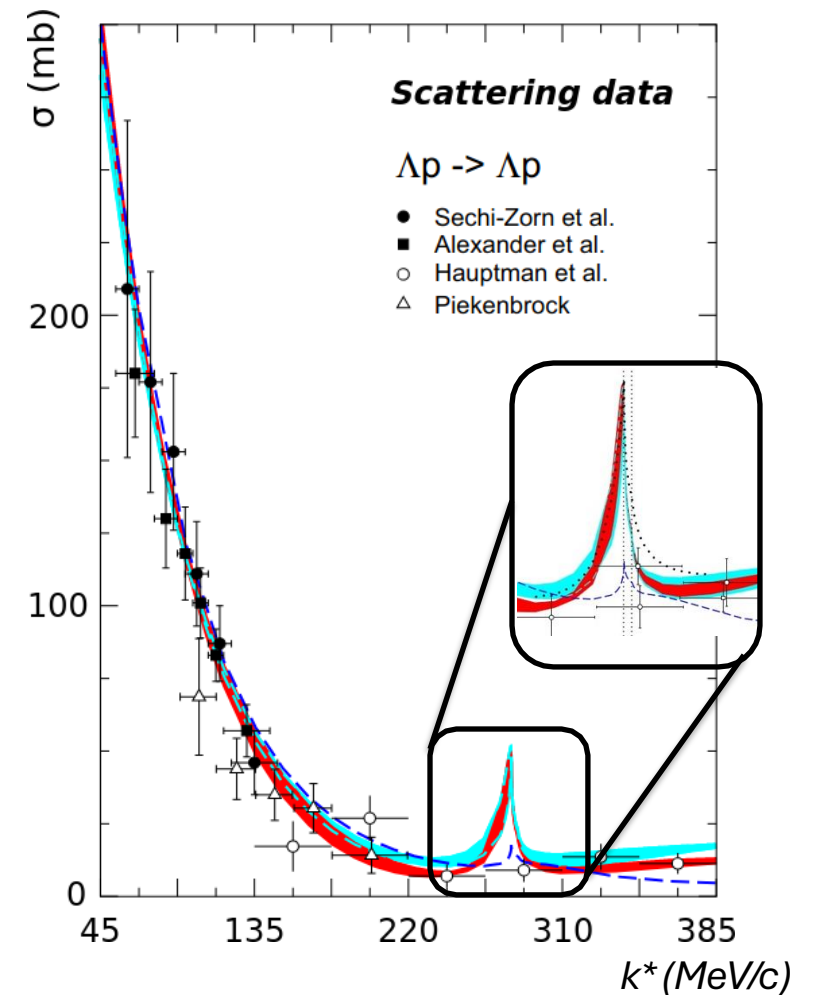 σ (mb)
Scattering data
Λp -> Λp
Sechi-Zorn et al.
Alexander et al.
Hauptman et al.
Piekenbrock
200
100
0
45 135 220 310 385
k* (MeV/c)